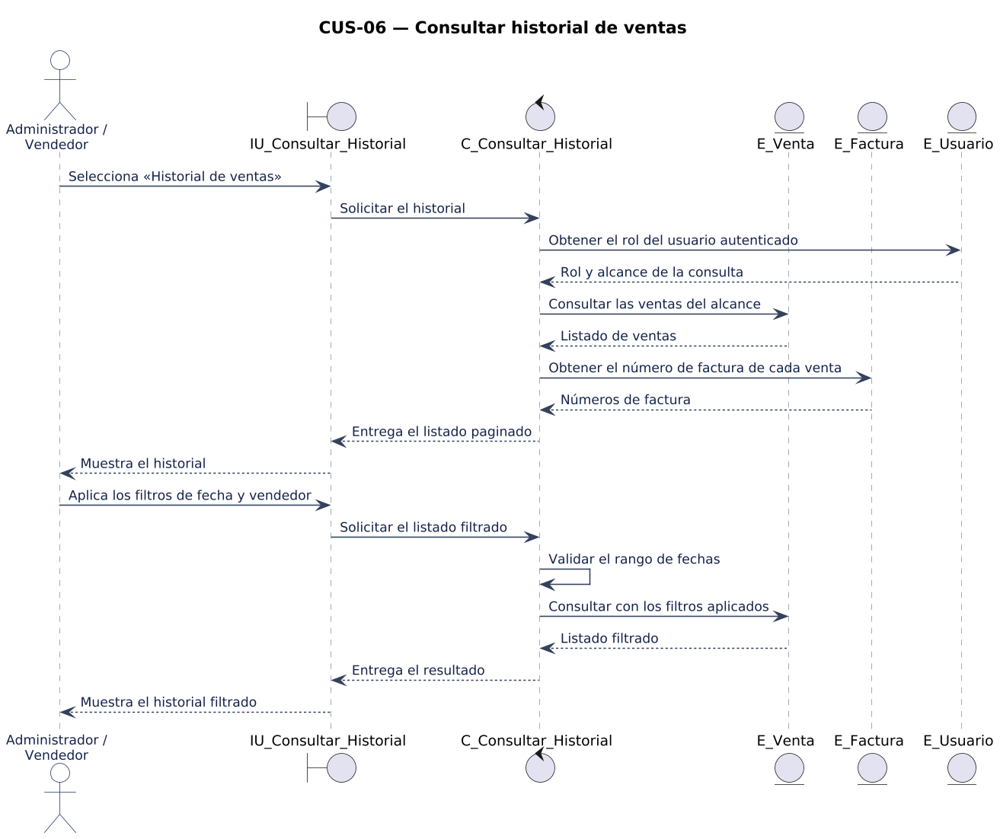 CUS-06 — Consultar historial de ventas
Administrador /
Vendedor
IU_Consultar_Historial
C_Consultar_Historial
E_Venta
E_Factura
E_Usuario
Selecciona «Historial de ventas»
Solicitar el historial
Obtener el rol del usuario autenticado
Rol y alcance de la consulta
Consultar las ventas del alcance
Listado de ventas
Obtener el número de factura de cada venta
Números de factura
Entrega el listado paginado
Muestra el historial
Aplica los filtros de fecha y vendedor
Solicitar el listado filtrado
Validar el rango de fechas
Consultar con los filtros aplicados
Listado filtrado
Entrega el resultado
Muestra el historial filtrado
Administrador /
Vendedor
IU_Consultar_Historial
C_Consultar_Historial
E_Venta
E_Factura
E_Usuario